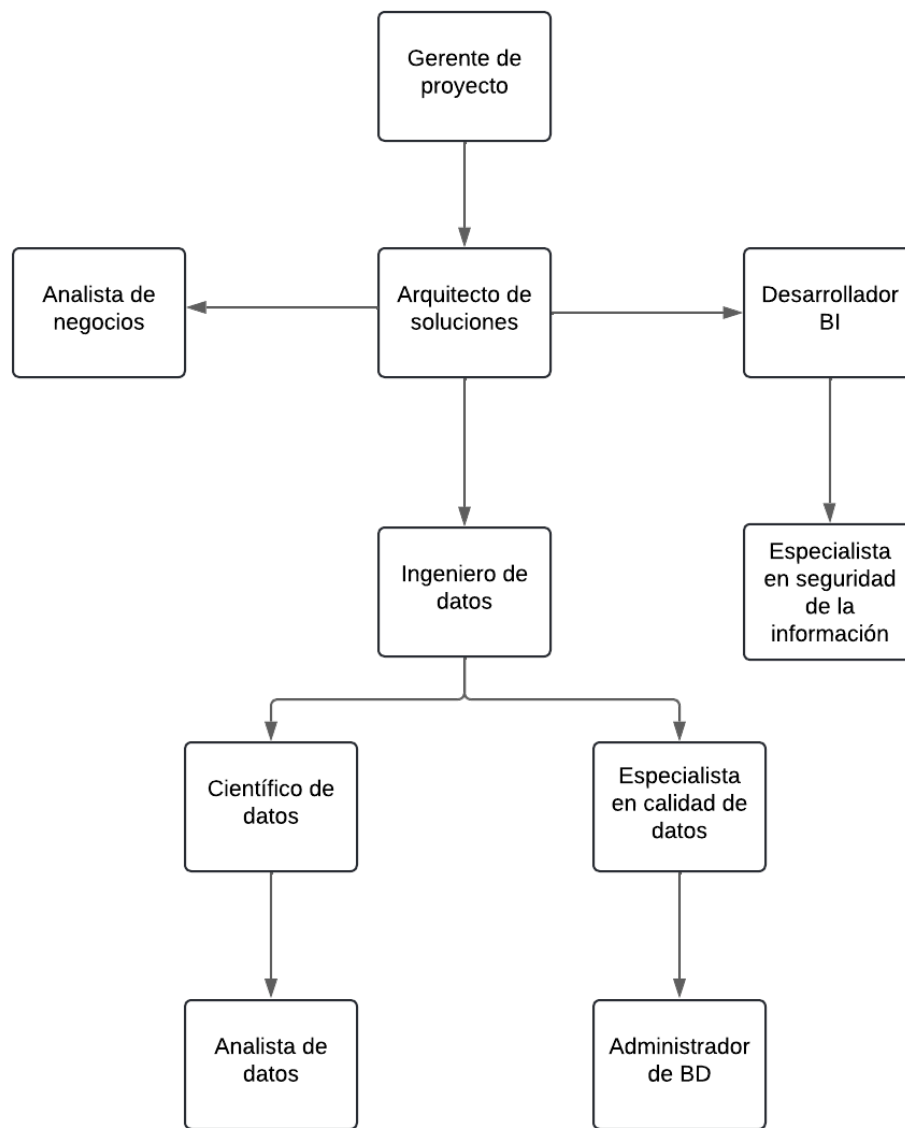 Gerente de
proyecto
Analista de
negocios
Arquitecto de
soluciones
Desarrollador
BI
Ingeniero de
datos
Especialista
en seguridad
de la
información
Científico de
datos
Especialista
en calidad de
datos
Analista de
datos
Administrador
de BD